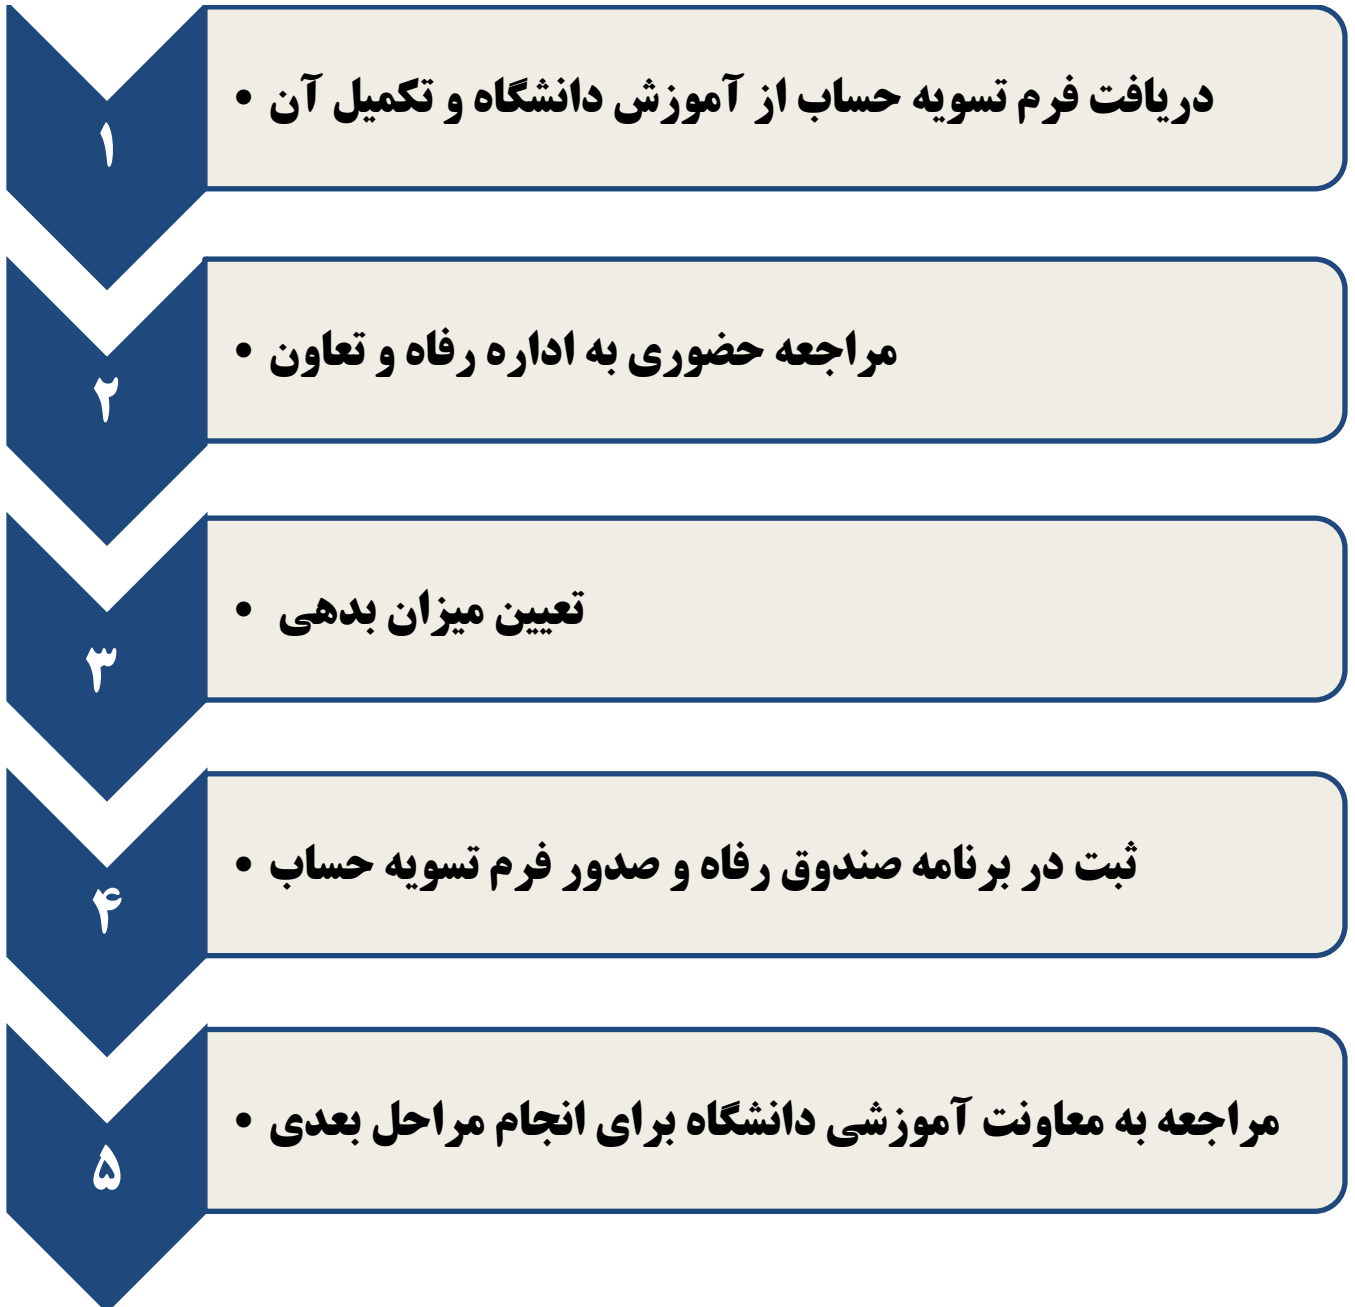 ۱
• دریافت فرم تسویه حساب از آموزش دانشگاه و تکمیل آن
۲
• مراجعه حضوری به اداره رفاه و تعاون
۳
• تعیین میزان بدهی
۴
• ثبت در برنامه صندوق رفاه و صدور فرم تسویه حساب
۵
• مراجعه به معاونت آموزشی دانشگاه برای انجام مراحل بعدی